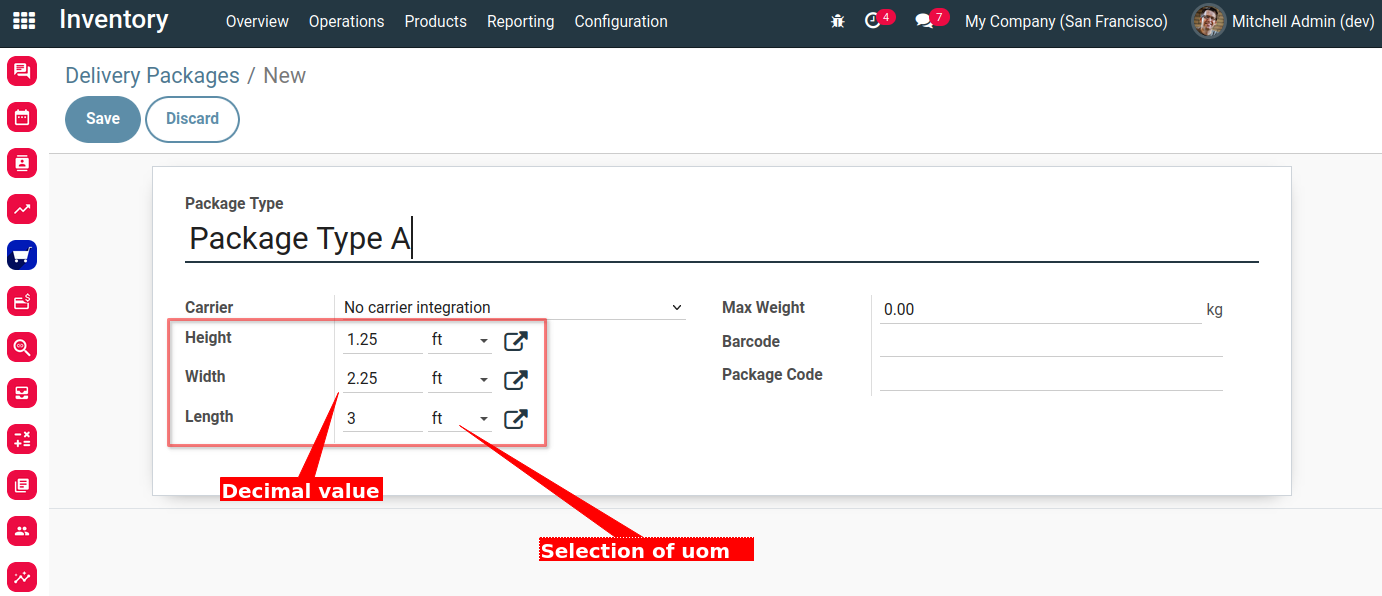 Inventory Overview Operations Products Reporting Configuration 4 7 My Company (San Francisco) Mitchell Admin (dev)
Delivery Packages / New
Save Discard
Package Type
Package Type A
Carrier No carrier integration
Height 1.25 ft
Width 2.25 ft
Length 3 ft
Max Weight 0.00 kg
Barcode
Package Code
Decimal value
Selection of uom